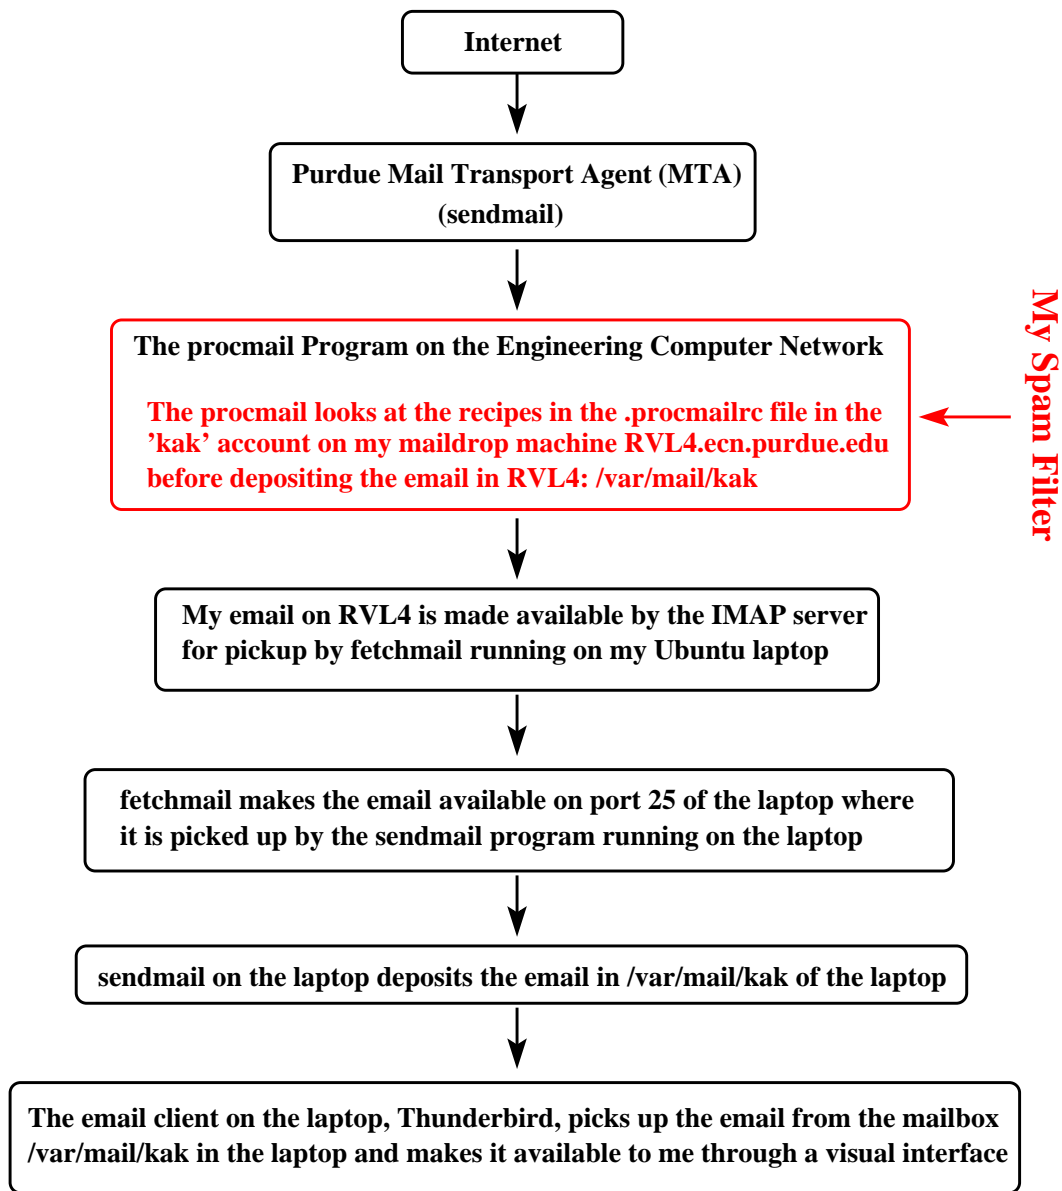 Internet
Purdue Mail Transport Agent (MTA)
(sendmail)
The procmail Program on the Engineering Computer Network
The procmail looks at the recipes in the .procmailrc file in the
’kak’ account on my maildrop machine RVL4.ecn.purdue.edu
before depositing the email in RVL4: /var/mail/kak
My Spam Filter
My email on RVL4 is made available by the IMAP server
for pickup by fetchmail running on my Ubuntu laptop
fetchmail makes the email available on port 25 of the laptop where
it is picked up by the sendmail program running on the laptop
sendmail on the laptop deposits the email in /var/mail/kak of the laptop
The email client on the laptop, Thunderbird, picks up the email from the mailbox
/var/mail/kak in the laptop and makes it available to me through a visual interface